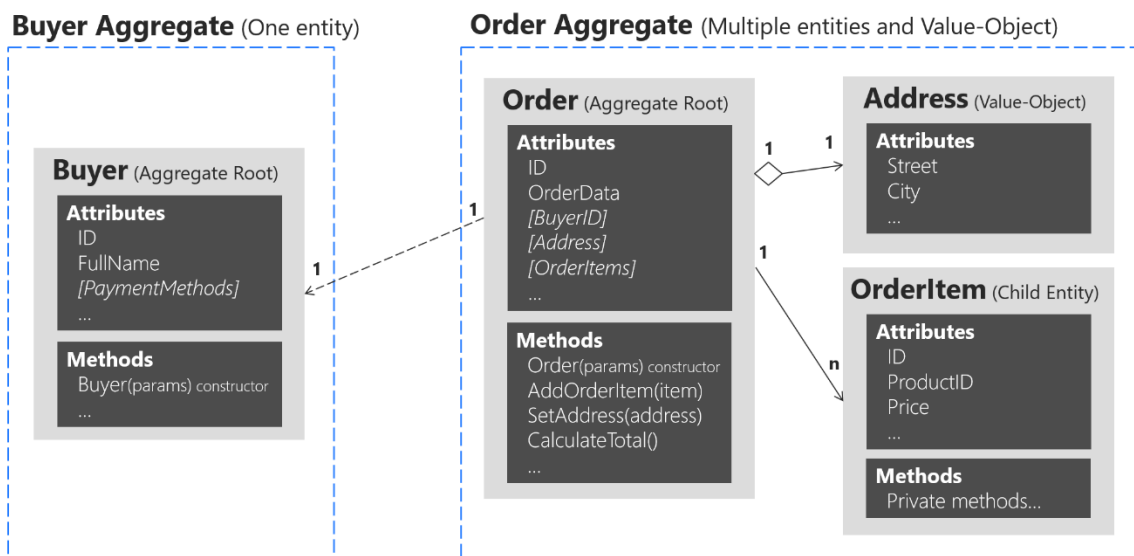 Buyer Aggregate (One entity)
Buyer (Aggregate Root)
Attributes
ID
FullName
[PaymentMethods]
...
Methods
Buyer(params) constructor
...
1
1
Order Aggregate (Multiple entities and Value-Object)
Order (Aggregate Root)
Attributes
ID
OrderData
[BuyerID]
[Address]
[OrderItems]
...
Methods
Order(params) constructor
AddOrderItem(item)
SetAddress(address)
CalculateTotal()
...
1
1
1
n
Address (Value-Object)
Attributes
Street
City
...
OrderItem (Child Entity)
Attributes
ID
ProductID
Price
...
Methods
Private methods...